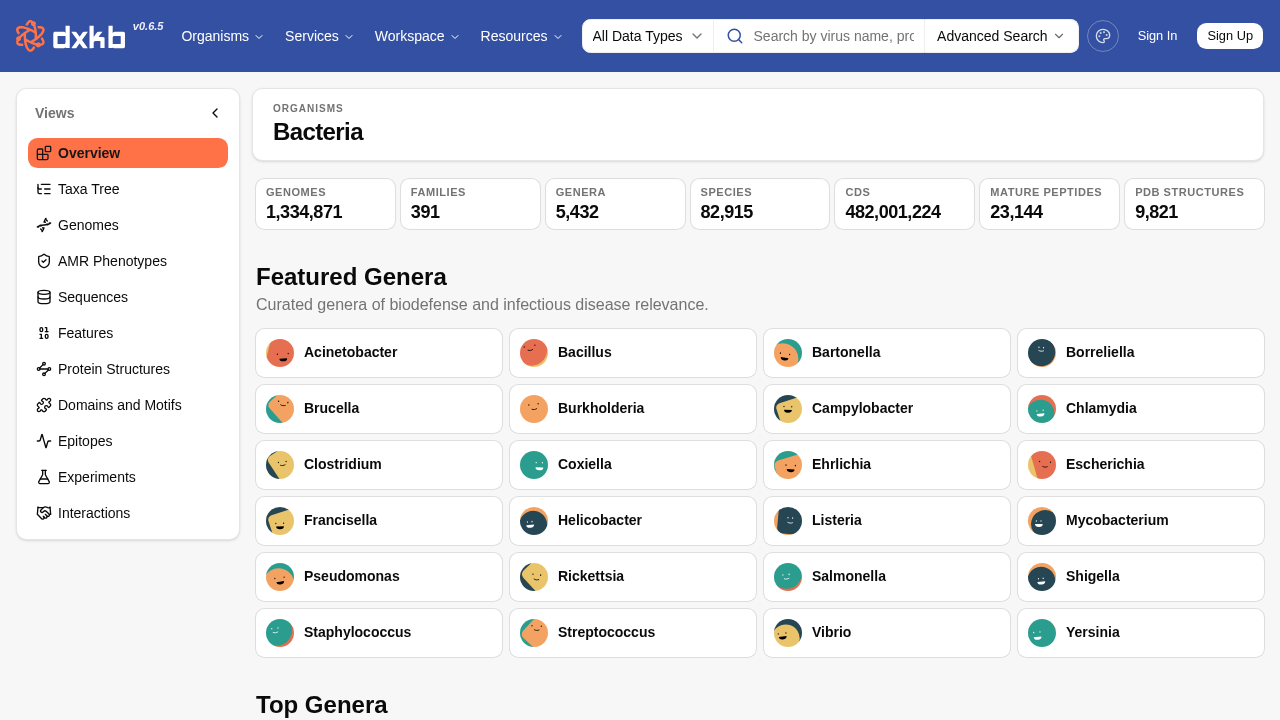 dxkb v0.6.5 Organisms Services Workspace Resources All Data Types Search by virus name, prc Advanced Search Sign In Sign Up
Views
Overview
Taxa Tree
Genomes
AMR Phenotypes
Sequences
Features
Protein Structures
Domains and Motifs
Epitopes
Experiments
Interactions
ORGANISMS
Bacteria
GENOMES FAMILIES GENERA SPECIES CDS MATURE PEPTIDES PDB STRUCTURES
1,334,871 391 5,432 82,915 482,001,224 23,144 9,821
Featured Genera
Curated genera of biodefense and infectious disease relevance.
Acinetobacter Bacillus Bartonella Borreliella
Brucella Burkholderia Campylobacter Chlamydia
Clostridium Coxiella Ehrlichia Escherichia
Francisella Helicobacter Listeria Mycobacterium
Pseudomonas Rickettsia Salmonella Shigella
Staphylococcus Streptococcus Vibrio Yersinia
Top Genera